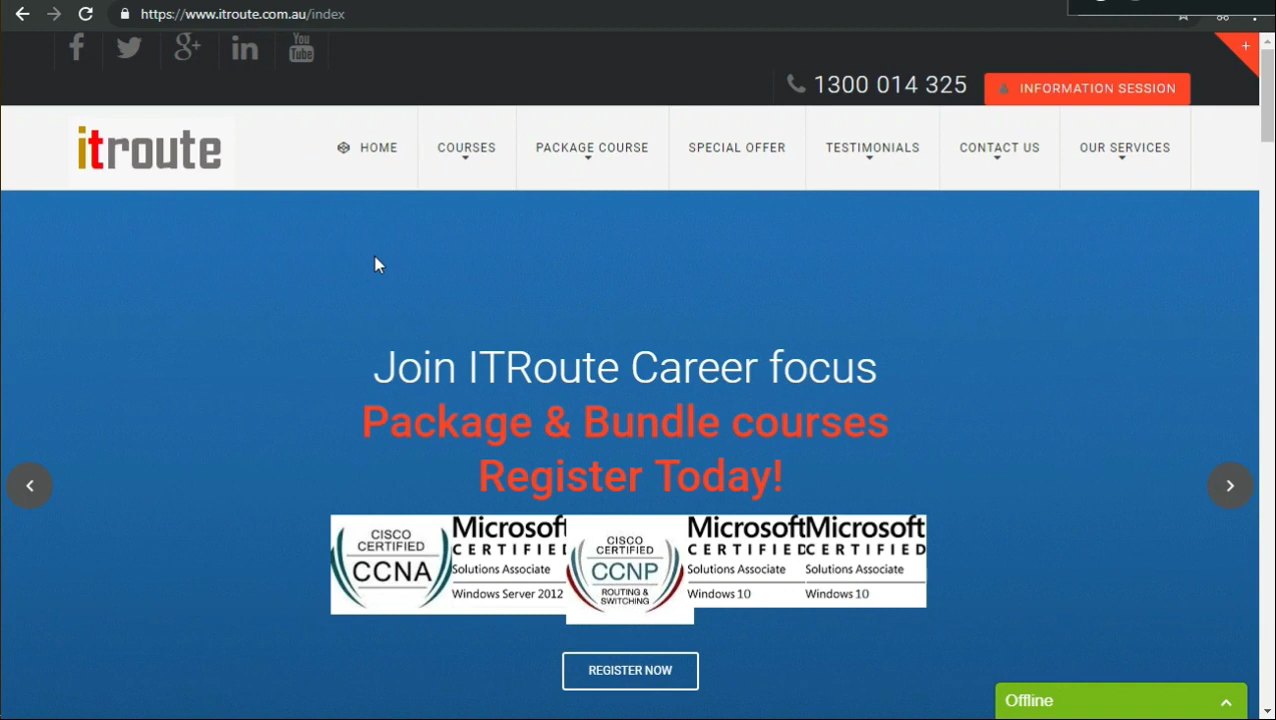 https://www.itroute.com.au/index
You
Tube
1300 014 325
INFORMATION SESSION
itroute
HOME
COURSES
PACKAGE COURSE
SPECIAL OFFER
TESTIMONIALS
CONTACT US
OUR SERVICES
Join ITRoute Career focus
Package & Bundle courses
Register Today!
CISCO
CERTIFIED
CCNA
Microsoft
CERTIFIED
Solutions Associate
Windows Server 2012
CISCO
CERTIFIED
CCNP
ROUTING &
SWITCHING
Microsoft
CERTIFIED
Solutions Associate
Windows 10
Microsoft
CERTIFIED
Solutions Associate
Windows 10
REGISTER NOW
Offline